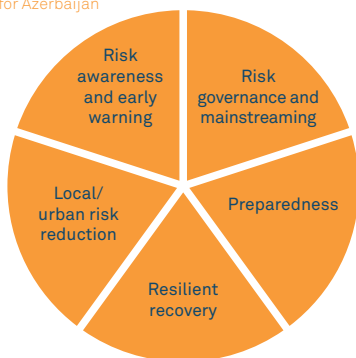 for Azerbaijan
Risk
awareness
and early
warning
Risk
governance and
mainstreaming
Local/
urban risk
reduction
Preparedness
Resilient
recovery